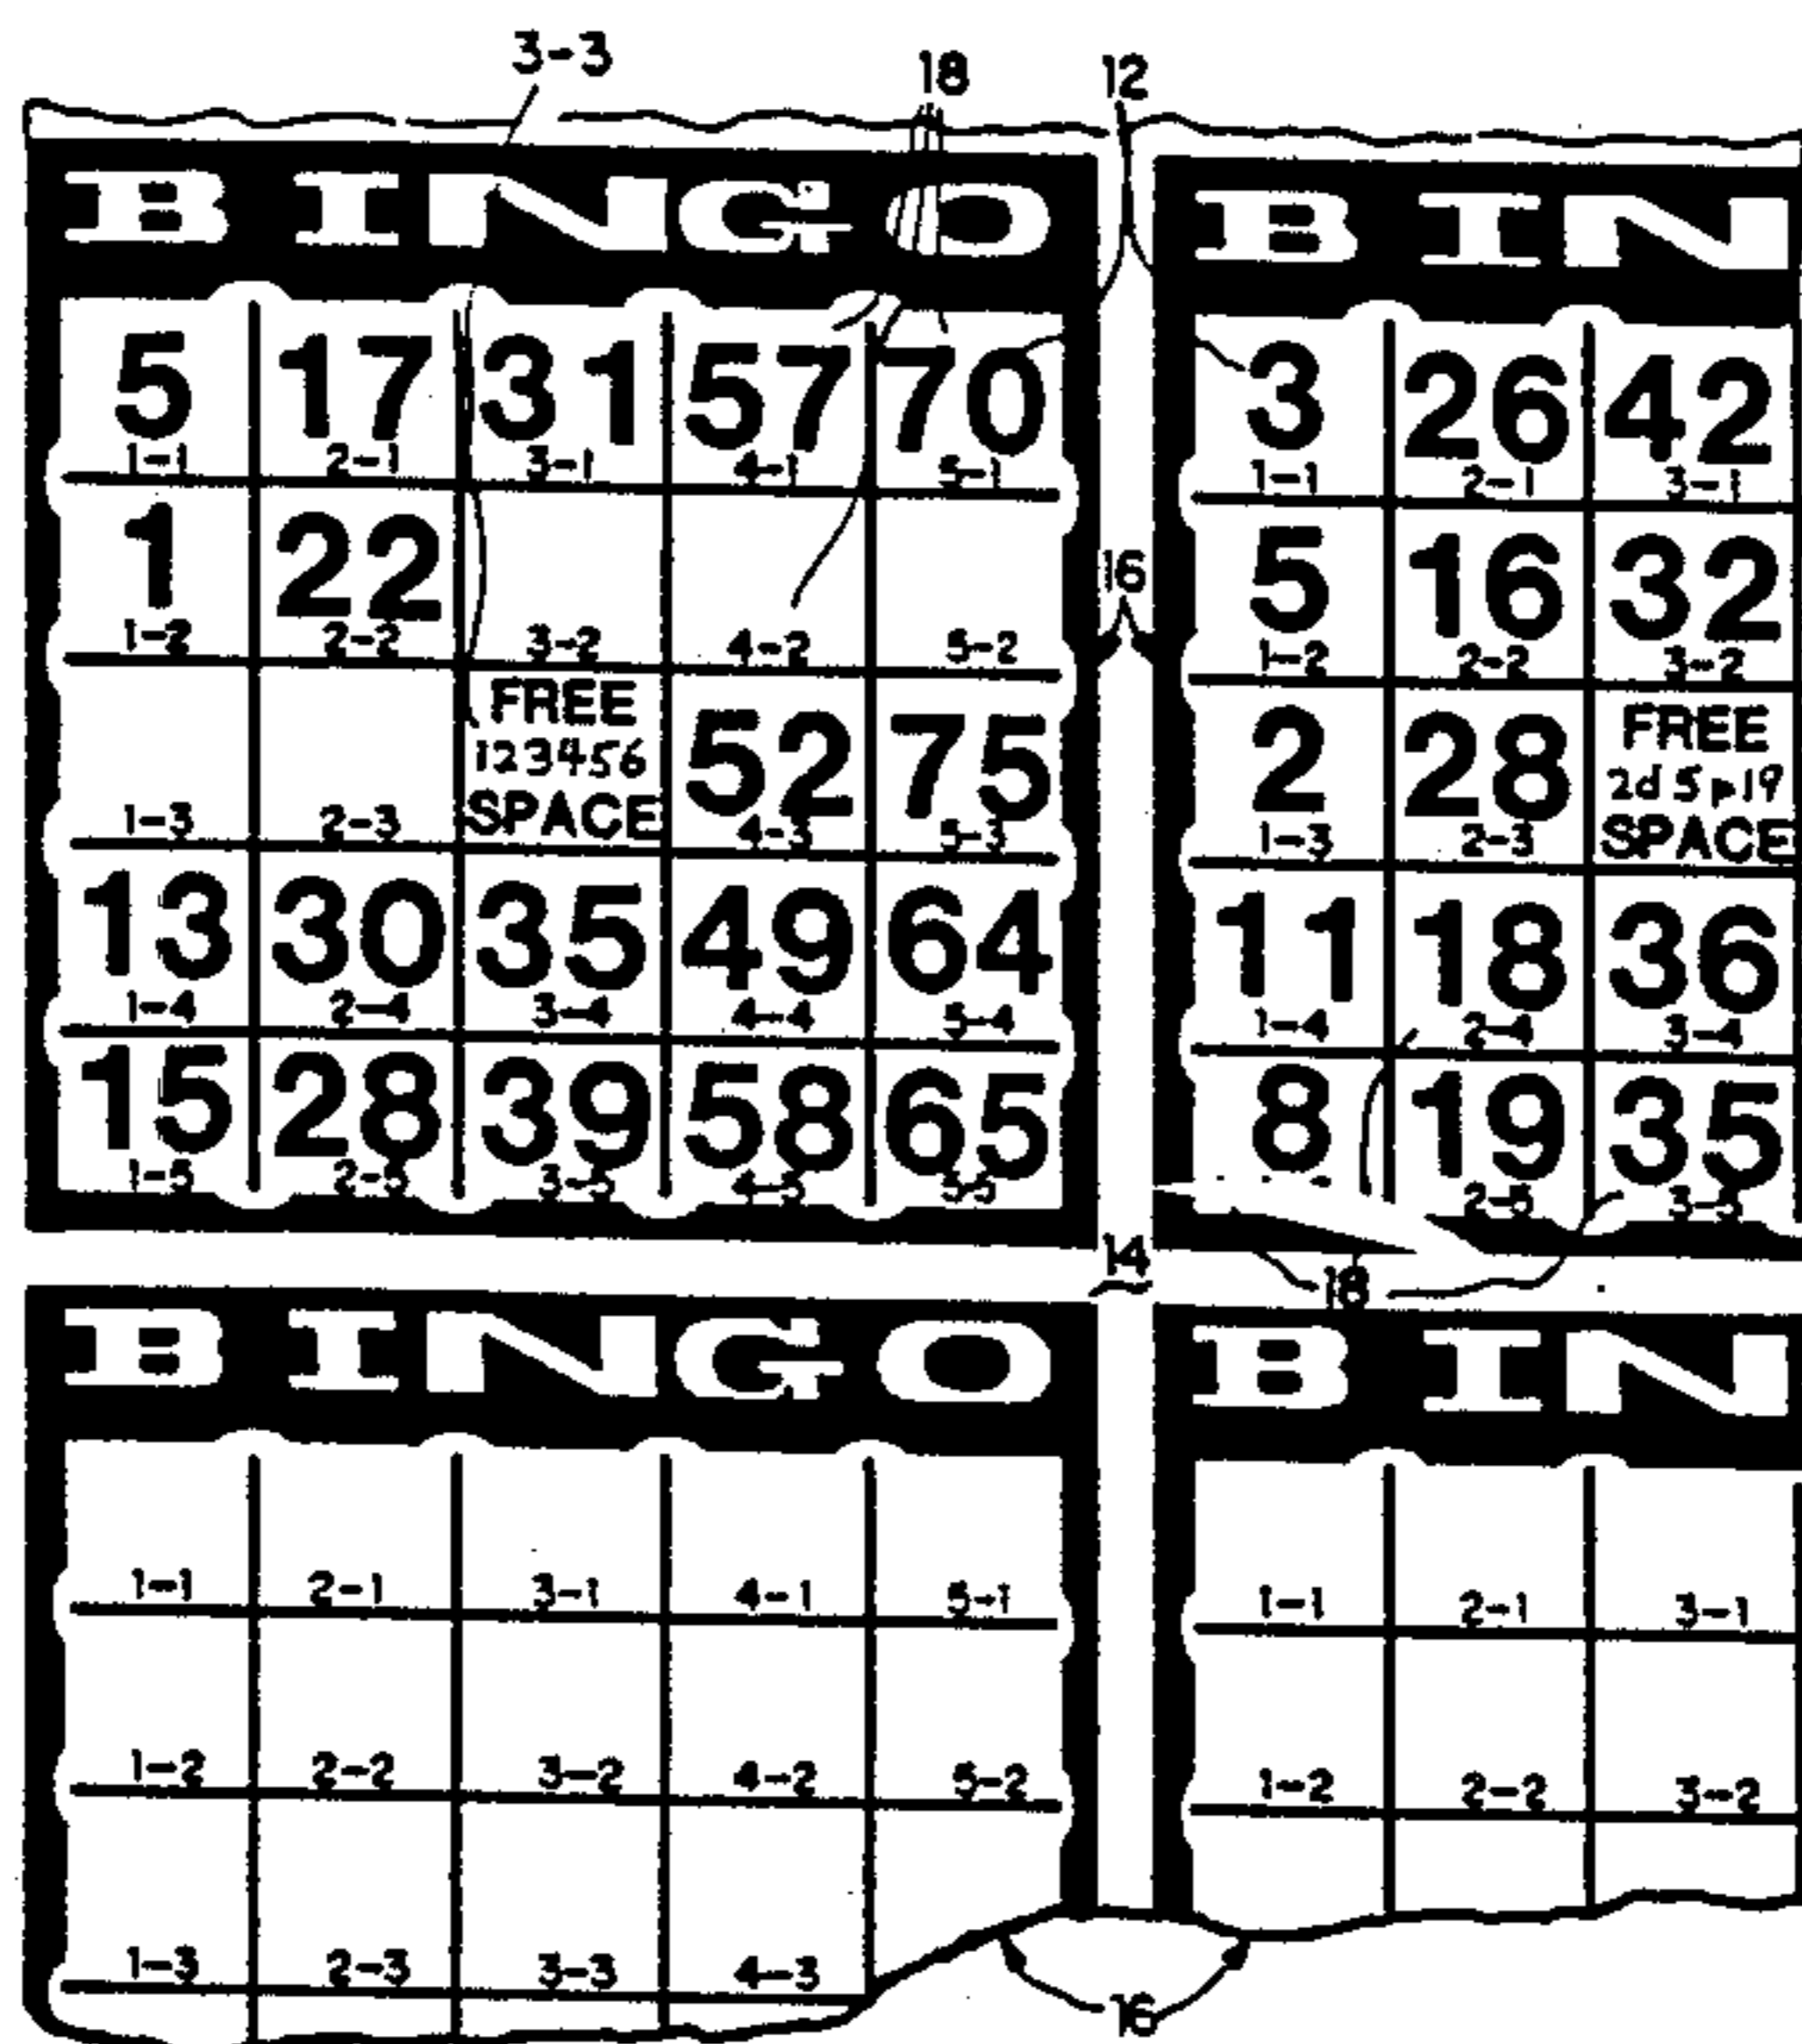 3-3 18 12
BINGO BIN
5 17 31 57 70 3 26 42
1-1 2-1 3-1 4-1 5-1 1-1 2-1 3-1
1 22 16 5 16 32
1-2 2-2 3-2 4-2 5-2 1-2 2-2 3-2
FREE FREE
123456 52 75 2 28 2d5p19
SPACE SPACE
1-3 2-3 4-3 5-3 1-3 2-3
13 30 35 49 64 11 18 36
1-4 2-4 3-4 4-4 5-4 1-4 2-4 3-4
15 28 39 58 65 8 19 35
1-5 2-5 3-5 4-5 5-5 2-5 3-5
14 18
BINGO BIN
1-1 2-1 3-1 4-1 5-1 1-1 2-1 3-1
1-2 2-2 3-2 4-2 5-2 1-2 2-2 3-2
1-3 2-3 3-3 4-3
16